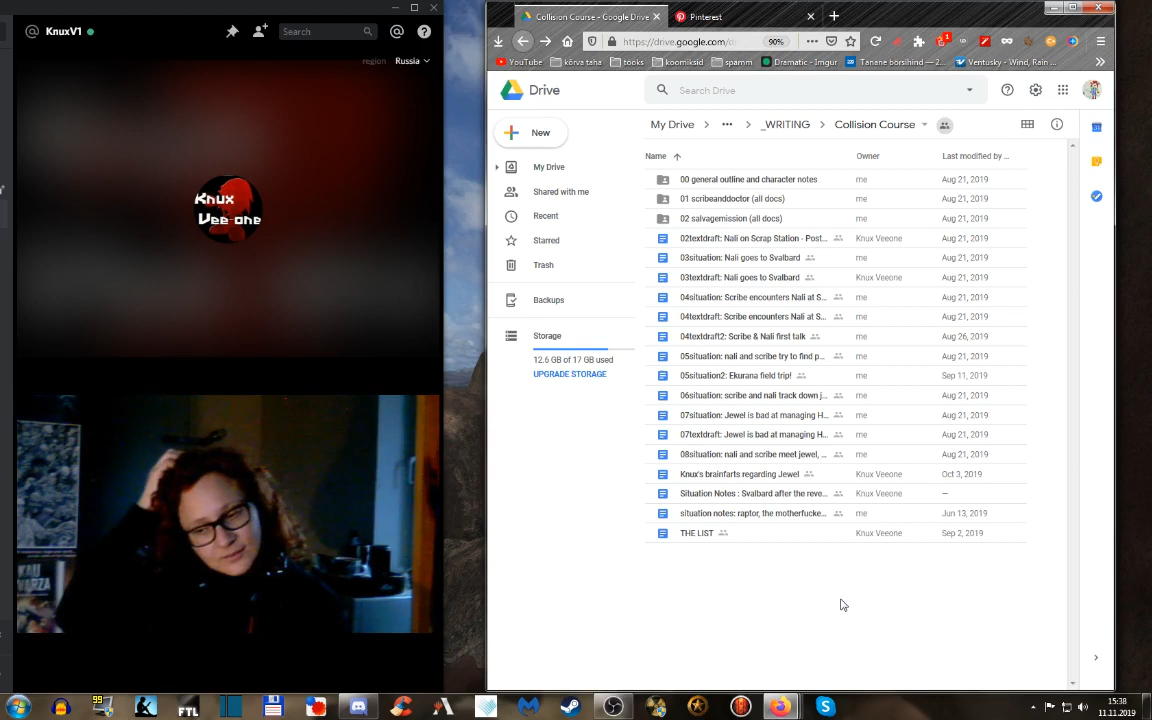 KnuxV1
Search
region Russia
Knux
Vee-one
KAU
WARZA
Collision Course - Google Drive
Pinterest
https://drive.google.com/d
90%
1
YouTube
kõrva taha
tööks
koomiksid
spämm
Dramatic - Imgur
Tänane börsihind — 2...
Ventusky - Wind, Rain ...
Drive
Search Drive
New
My Drive
Shared with me
Recent
Starred
Trash
Backups
Storage
12.6 GB of 17 GB used
UPGRADE STORAGE
My Drive > ... > _WRITING > Collision Course
Name Owner Last modified by ...
00 general outline and character notes me Aug 21, 2019
01 scribeanddoctor (all docs) me Aug 21, 2019
02 salvagemission (all docs) me Aug 21, 2019
02textdraft: Nali on Scrap Station - Post... Knux Veeone Aug 21, 2019
03situation: Nali goes to Svalbard me Aug 21, 2019
03textdraft: Nali goes to Svalbard Knux Veeone Aug 21, 2019
04situation: Scribe encounters Nali at S... me Aug 21, 2019
04textdraft: Scribe encounters Nali at S... me Aug 21, 2019
04textdraft2: Scribe & Nali first talk me Aug 26, 2019
05situation: nali and scribe try to find p... me Aug 21, 2019
05situation2: Ekurana field trip! me Sep 11, 2019
06situation: scribe and nali track down j... me Aug 21, 2019
07situation: Jewel is bad at managing H... me Aug 21, 2019
07textdraft: Jewel is bad at managing H... me Aug 21, 2019
08situation: nali and scribe meet jewel, ... me Aug 21, 2019
Knux's brainfarts regarding Jewel Knux Veeone Oct 3, 2019
Situation Notes : Svalbard after the reve... Knux Veeone —
situation notes: raptor, the motherfucke... me Jun 13, 2019
THE LIST Knux Veeone Sep 2, 2019
99
FTL
15:38
11.11.2019